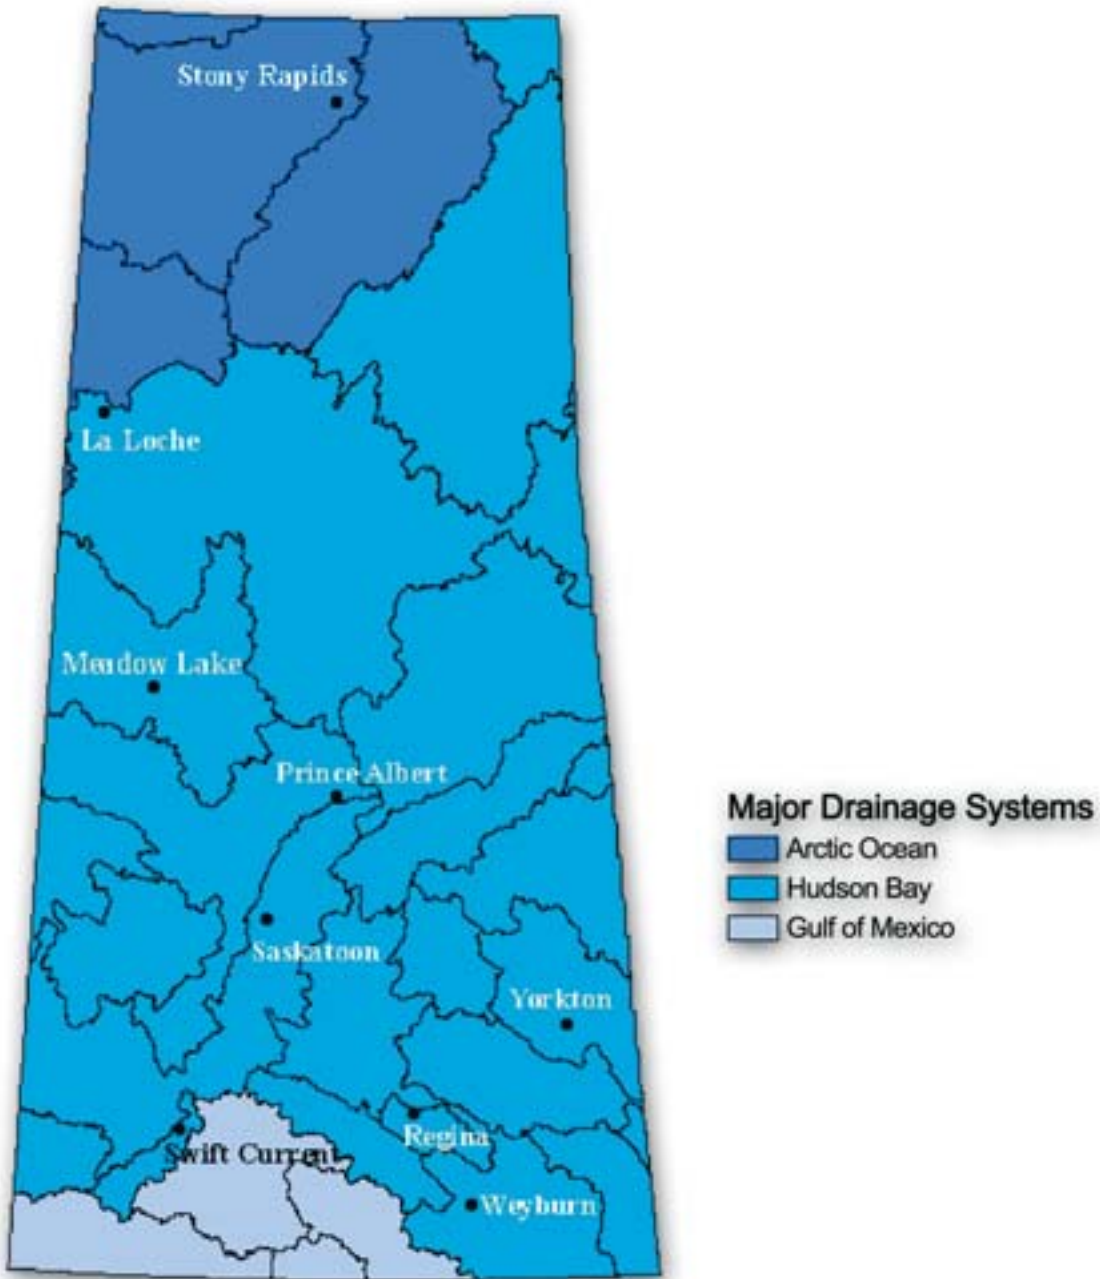 Stony Rapids
La Loche
Meadow Lake
Prince Albert
Saskatoon
Yorkton
Regina
Swift Current
Weyburn
Major Drainage Systems
Arctic Ocean
Hudson Bay
Gulf of Mexico